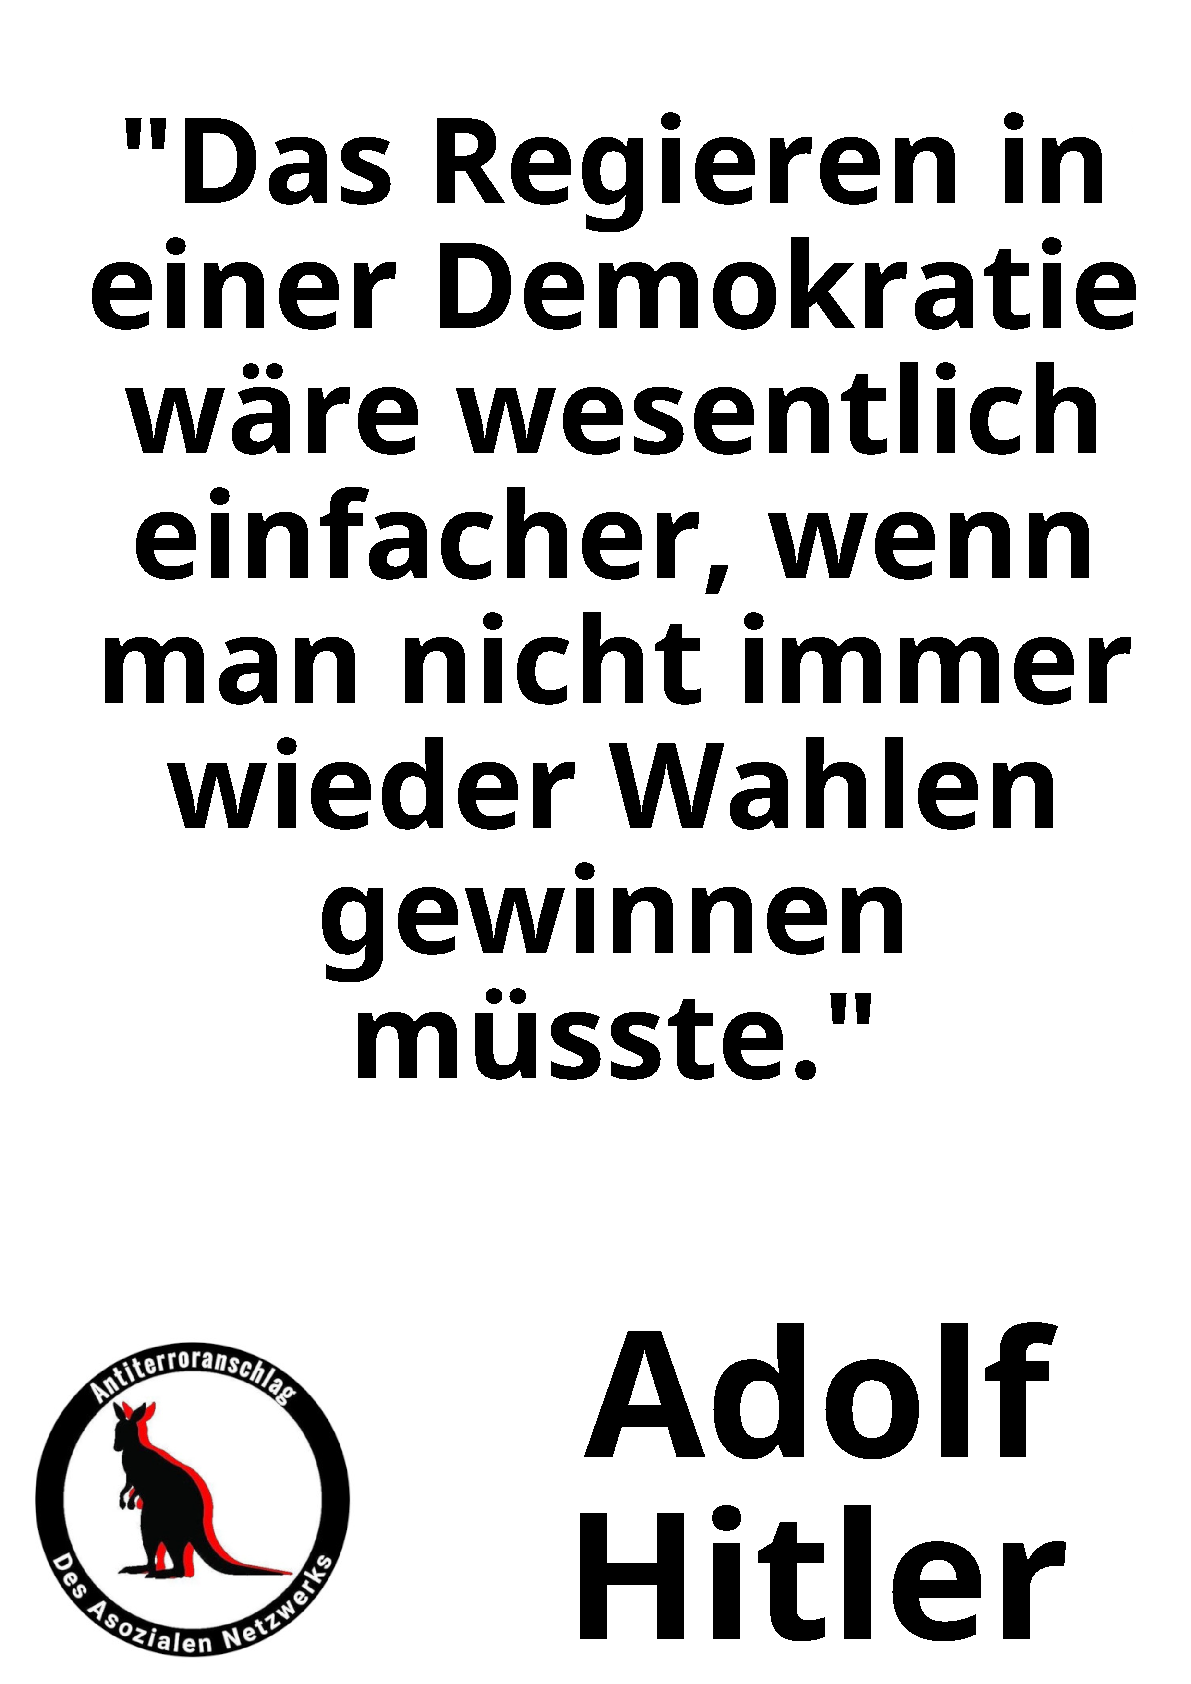 "Das Regieren in
einer Demokratie
wäre wesentlich
einfacher, wenn
man nicht immer
wieder Wahlen
gewinnen
müsste."
Antiterroranschlag
Des Asozialen Netzwerks
Adolf
Hitler